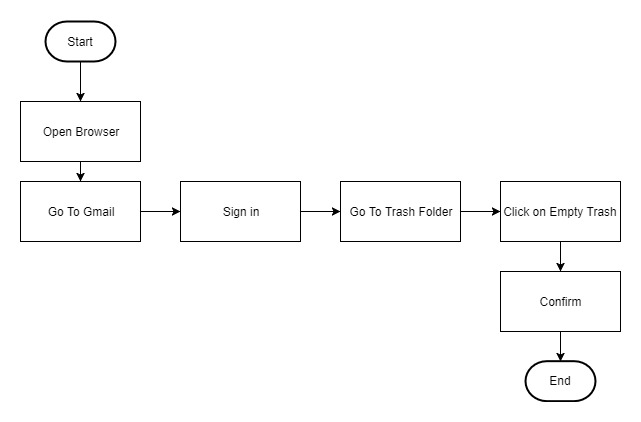 Start
Open Browser
Go To Gmail
Sign in
Go To Trash Folder
Click on Empty Trash
Confirm
End